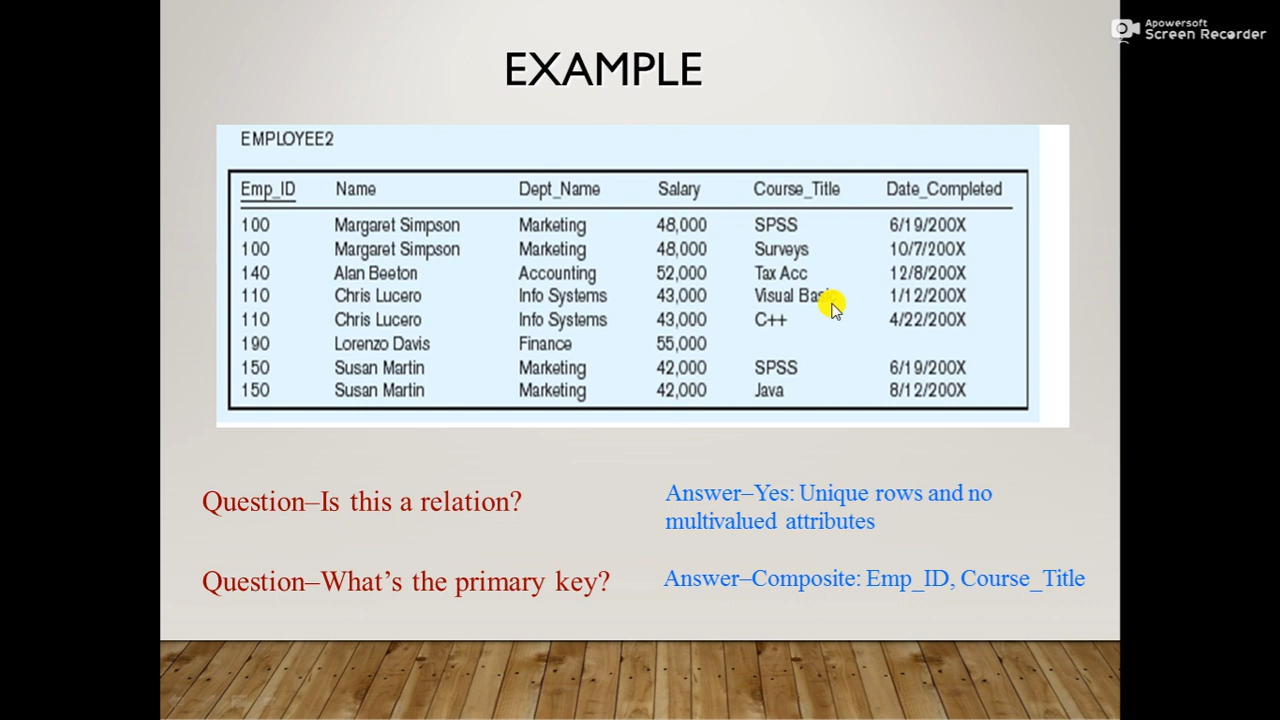 Apowersoft
Screen Recorder
EXAMPLE
EMPLOYEE2
Emp_ID Name Dept_Name Salary Course_Title Date_Completed
100 Margaret Simpson Marketing 48,000 SPSS 6/19/200X
100 Margaret Simpson Marketing 48,000 Surveys 10/7/200X
140 Alan Beeton Accounting 52,000 Tax Acc 12/8/200X
110 Chris Lucero Info Systems 43,000 Visual Basic 1/12/200X
110 Chris Lucero Info Systems 43,000 C++ 4/22/200X
190 Lorenzo Davis Finance 55,000
150 Susan Martin Marketing 42,000 SPSS 6/19/200X
150 Susan Martin Marketing 42,000 Java 8/12/200X
Question–Is this a relation?
Answer–Yes: Unique rows and no
multivalued attributes
Question–What’s the primary key?
Answer–Composite: Emp_ID, Course_Title